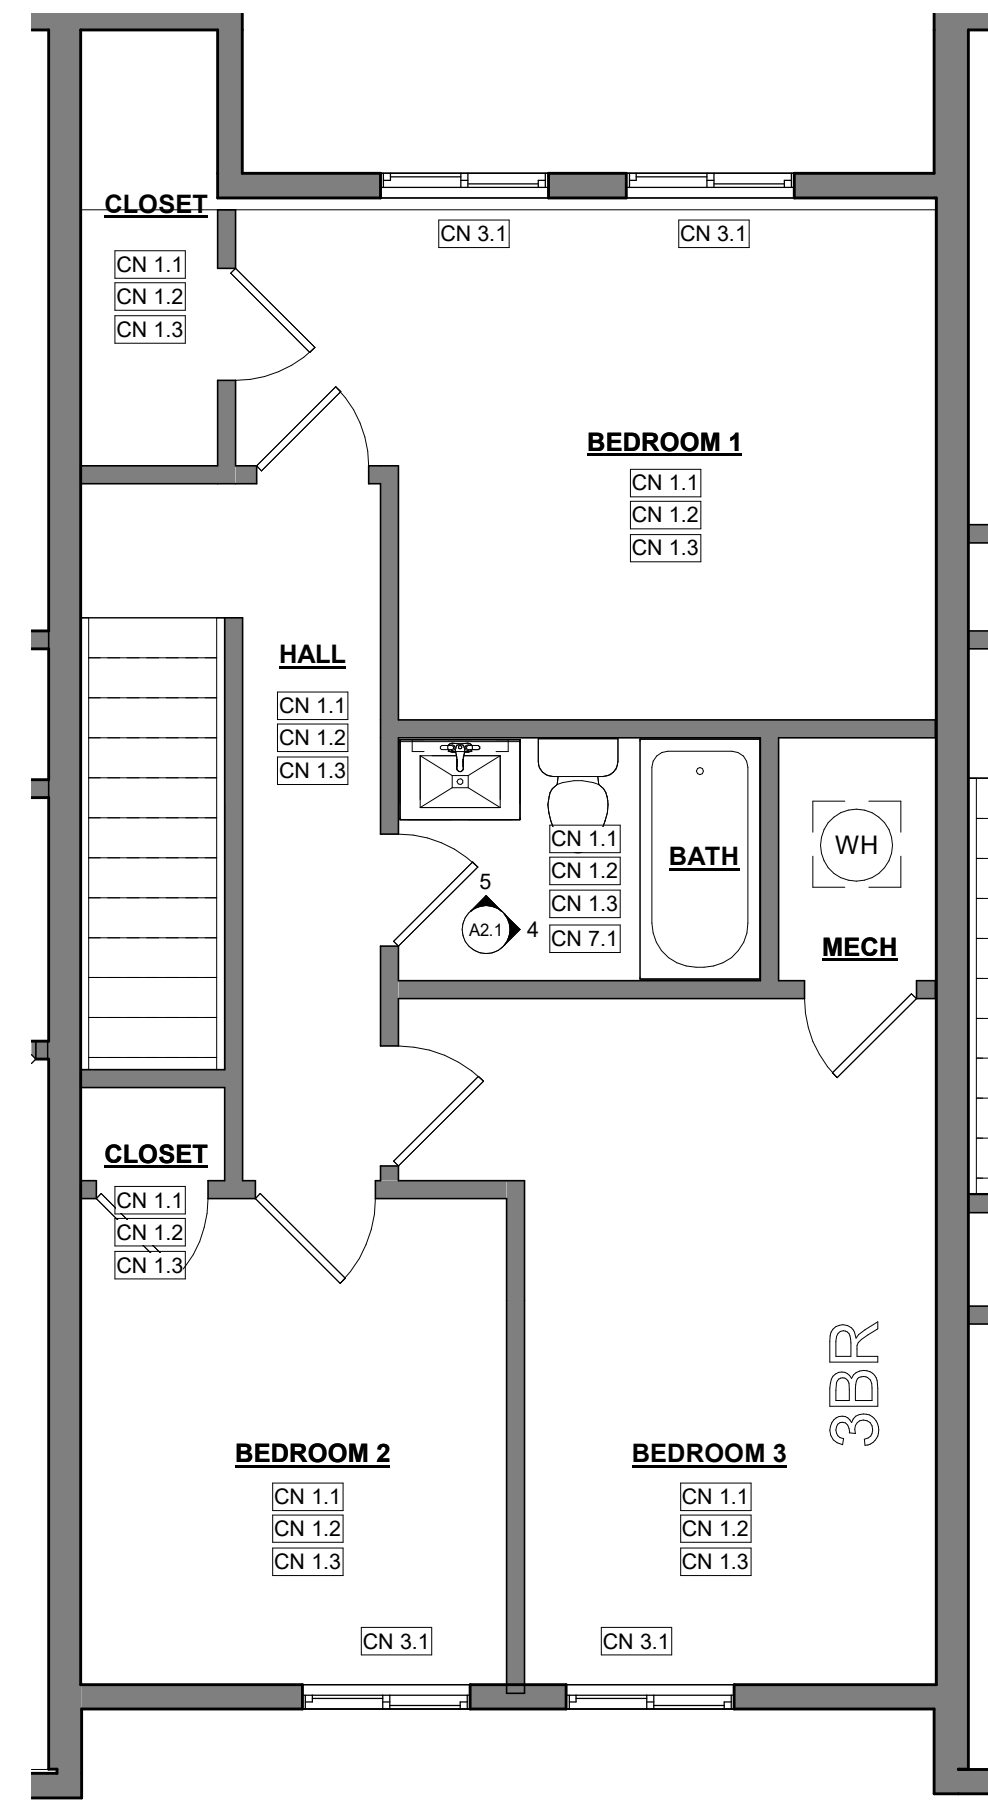 CLOSET
CN 1.1
CN 1.2
CN 1.3
CN 3.1
CN 3.1
BEDROOM 1
CN 1.1
CN 1.2
CN 1.3
HALL
CN 1.1
CN 1.2
CN 1.3
BATH
CN 1.1
CN 1.2
CN 1.3
CN 7.1
5
A2.1
4
WH
MECH
CLOSET
CN 1.1
CN 1.2
CN 1.3
3BR
BEDROOM 2
CN 1.1
CN 1.2
CN 1.3
CN 3.1
BEDROOM 3
CN 1.1
CN 1.2
CN 1.3
CN 3.1